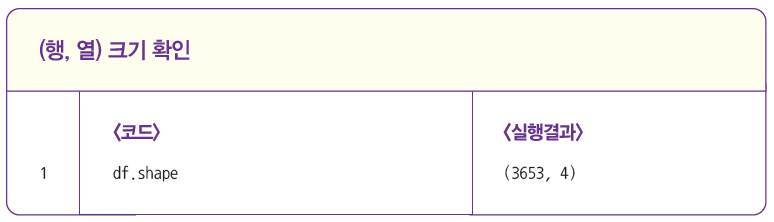 (행, 열) 크기 확인
<코드>
<실행결과>
1
df.shape
(3653, 4)